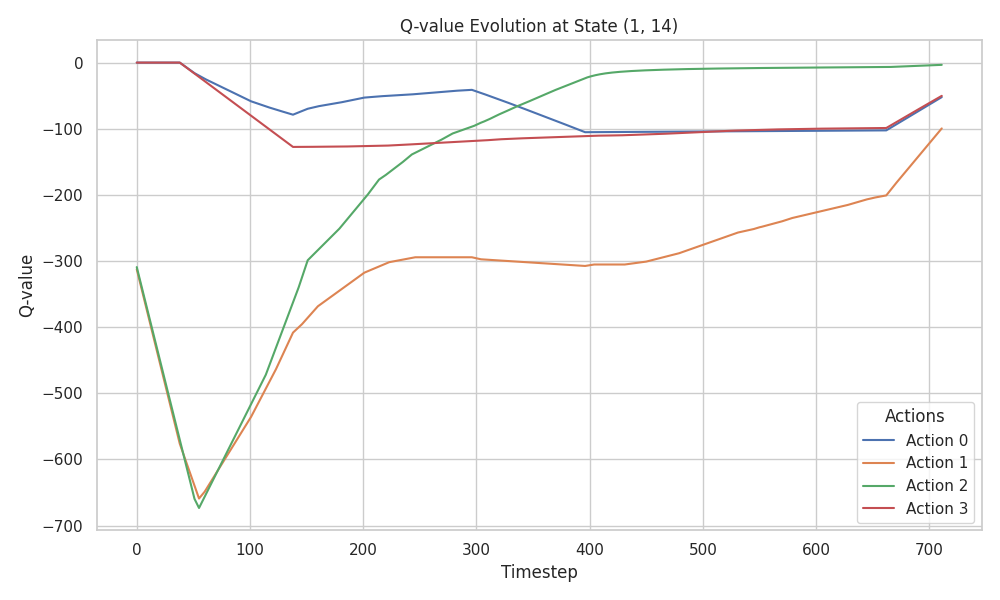 Q-value Evolution at State (1, 14)
0
−100
−200
−300
−400
−500
−600
−700
Q-value
0
100
200
300
400
500
600
700
Timestep
Actions
Action 0
Action 1
Action 2
Action 3